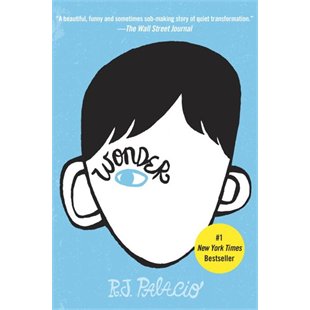 "A beautiful, funny and sometimes sob-making story of quiet transformation."
—The Wall Street Journal
WONDER
#1
New York Times
Bestseller
R.J. PALACIO